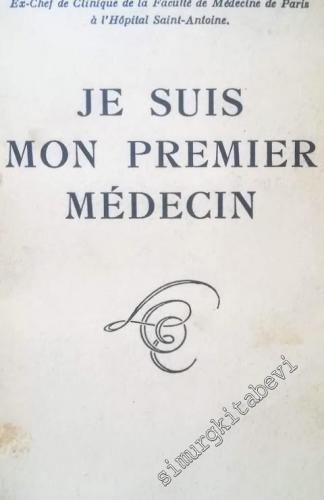 Ex-Chef de Clinique de la Faculté de Médecine de Paris
à l'Hôpital Saint-Antoine.
JE SUIS
MON PREMIER
MÉDECIN
simurgkitabevi